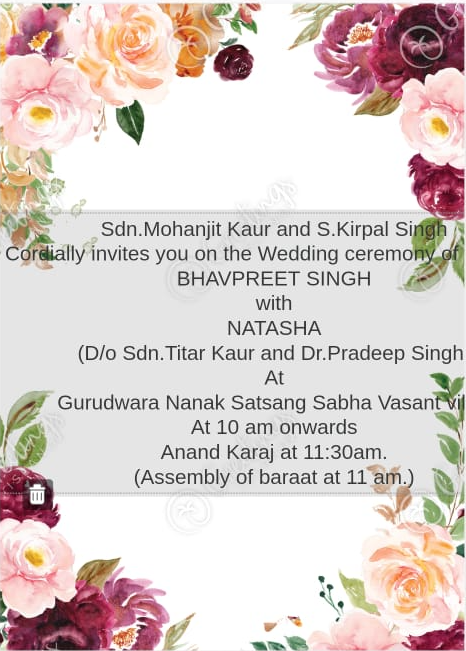 Sdn.Mohanjit Kaur and S.Kirpal Singh
Cordially invites you on the Wedding ceremony of
BHAVPREET SINGH
with
NATASHA
(D/o Sdn.Titar Kaur and Dr.Pradeep Singh
At
Gurudwara Nanak Satsang Sabha Vasant
At 10 am onwards
Anand Karaj at 11:30am.
(Assembly of baraat at 11 am.)